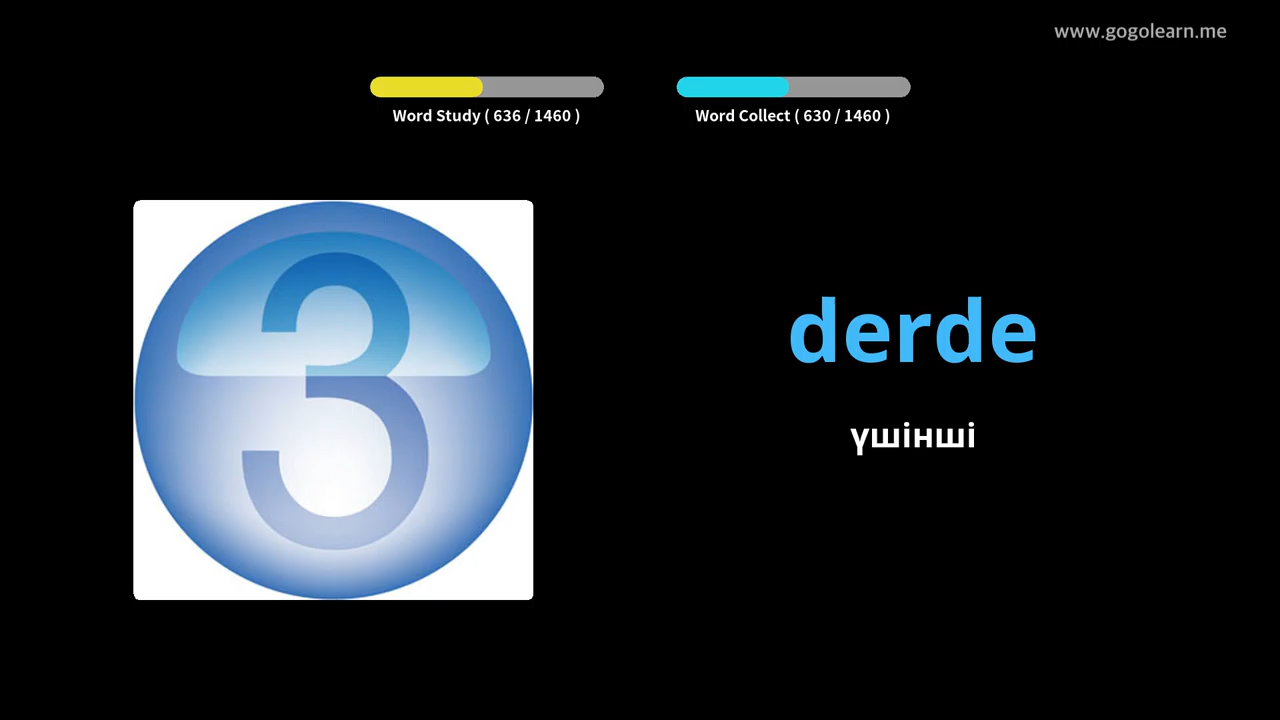 www.gogolearn.me
Word Study ( 636 / 1460 )
Word Collect ( 630 / 1460 )
3
derde
үшінші